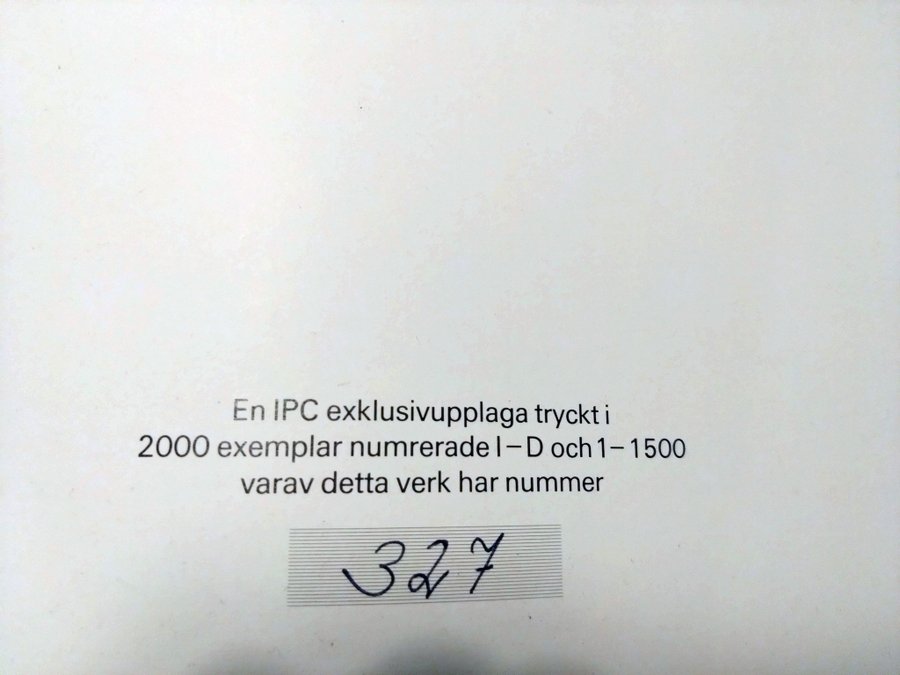 En IPC exklusivupplaga tryckt i
2000 exemplar numrerade I–D och 1–1500
varav detta verk har nummer
327